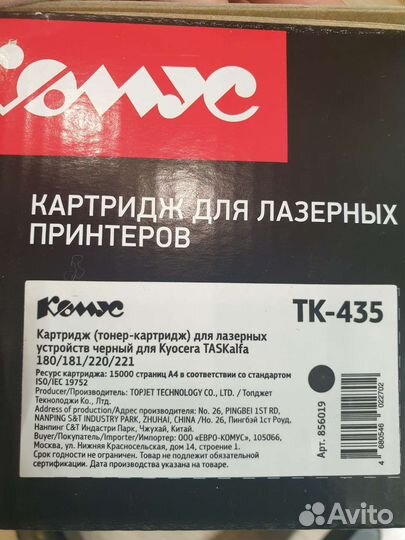 Комус
КАРТРИДЖ ДЛЯ ЛАЗЕРНЫХ
ПРИНТЕРОВ
Комус
TK-435
Картридж (тонер-картридж) для лазерных
устройств черный для Kyocera TASKalfa
180/181/220/221
Ресурс картриджа: 15000 страниц А4 в соответствии со стандартом
ISO/IEC 19752
Producer/Производитель: TOPJET TECHNOLOGY CO., LTD. / Топджет
Текнолоджи Ко., Лтд.
Address of production/Адрес производства: No. 26, PINGBEI 1ST RD,
NANPING S&T INDUSTRY PARK, ZHUHAI, CHINA /Но. 26, Пингбэй 1ст Роуд,
Нанпинг С&Т Индастри Парк, Чжухай, Китай.
Buyer/Покупатель/Importer/Импортер: ООО «ЕВРО-КОМУС», 105066,
Москва, ул. Нижняя Красносельская, дом 14, строение 1.
Срок годности: не ограничен. Товар не подлежит обязательной
сертификации. Дата производства указана на изделии.
Арт. 856019
4 680546 022702
Avito